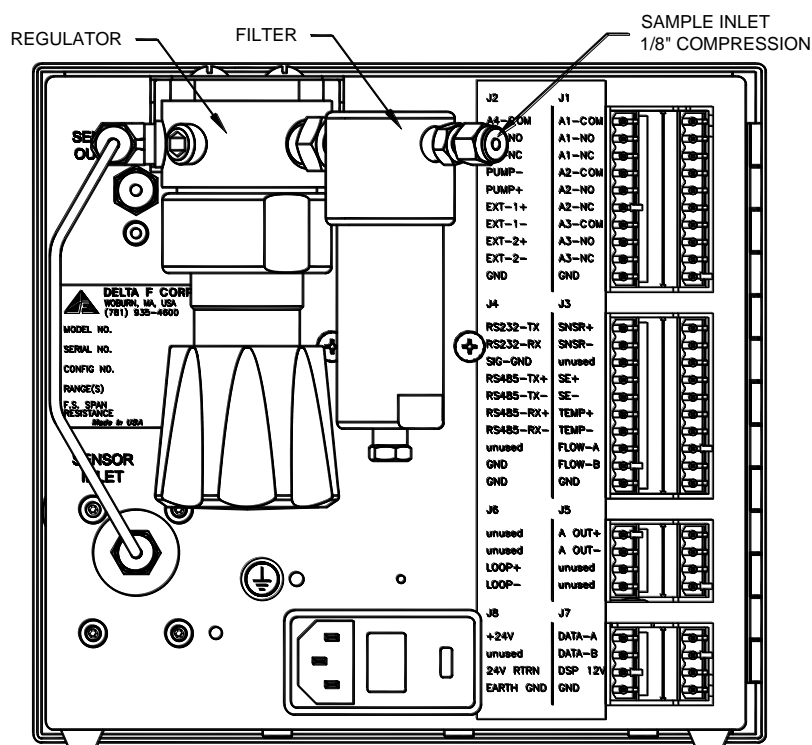 REGULATOR
FILTER
SAMPLE INLET
1/8" COMPRESSION
DELTA F CORP
WOBURN, MA, USA
(781) 935-4600
MODEL NO.
SERIAL NO.
CONFIG NO.
RANGE(S)
F.S. SPAN
RESISTANCE
Made in USA
SENSOR
INLET
J2 J1
A4-COM A1-COM
NO A1-NO
NC A1-NC
PUMP- A2-COM
PUMP+ A2-NO
EXT-1+ A2-NC
EXT-1- A3-COM
EXT-2+ A3-NO
EXT-2- A3-NC
GND GND
J4 J3
RS232-TX SNSR+
RS232-RX SNSR-
SIG-GND unused
RS485-TX+ SE+
RS485-TX- SE-
RS485-RX+ TEMP+
RS485-RX- TEMP-
unused FLOW-A
GND FLOW-B
GND GND
J6 J5
unused A OUT+
unused A OUT-
LOOP+ unused
LOOP- unused
J8 J7
+24V DATA-A
unused DATA-B
24V RTRN DSP 12V
EARTH GND GND